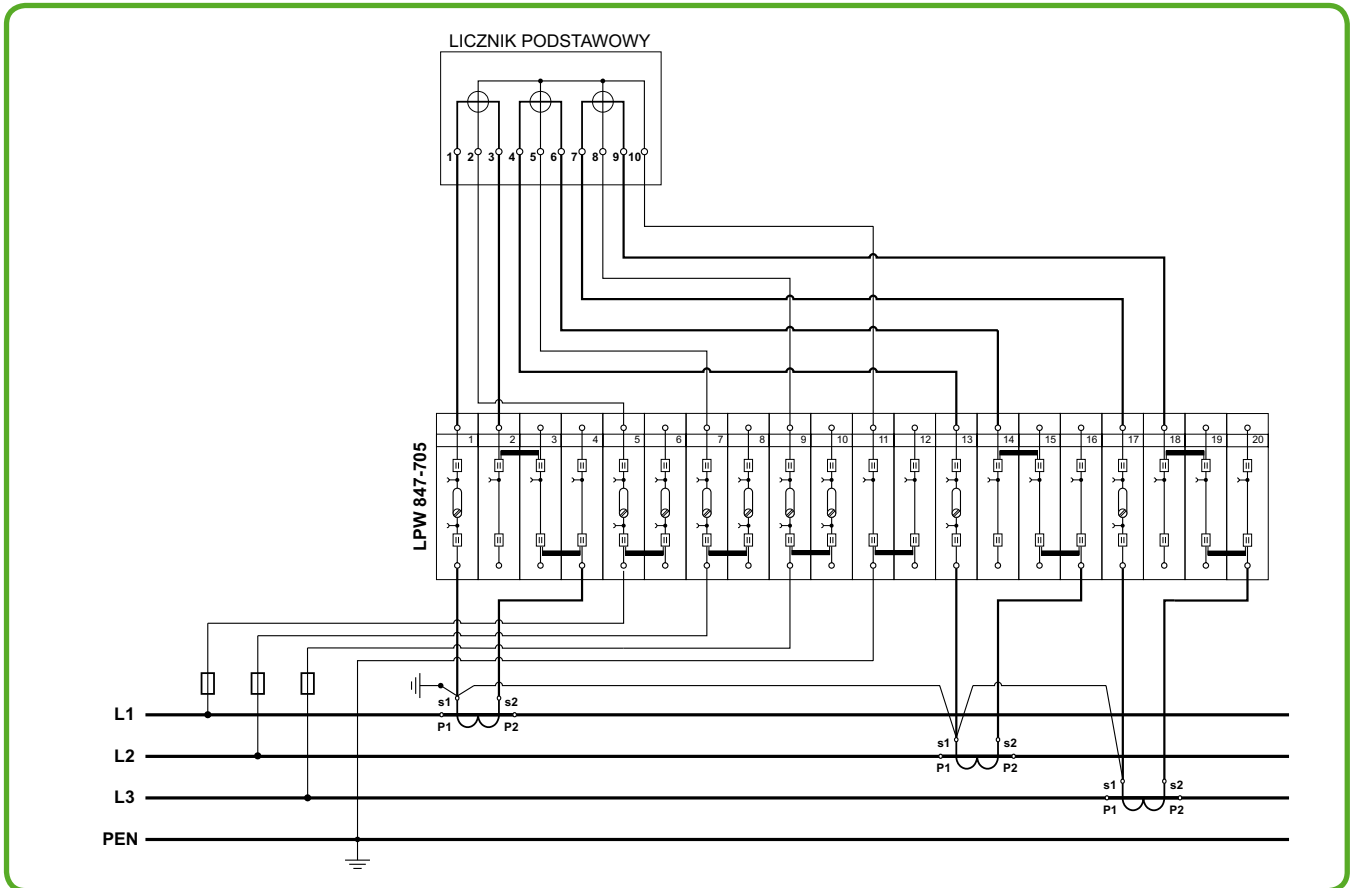 LICZNIK PODSTAWOWY
1 2 3 4 5 6 7 8 9 10
LPW 847-705
1 2 3 4 5 6 7 8 9 10 11 12 13 14 15 16 17 18 19 20
s1 s2
L1
P1 P2
s1 s2
L2
P1 P2
s1 s2
L3
P1 P2
PEN